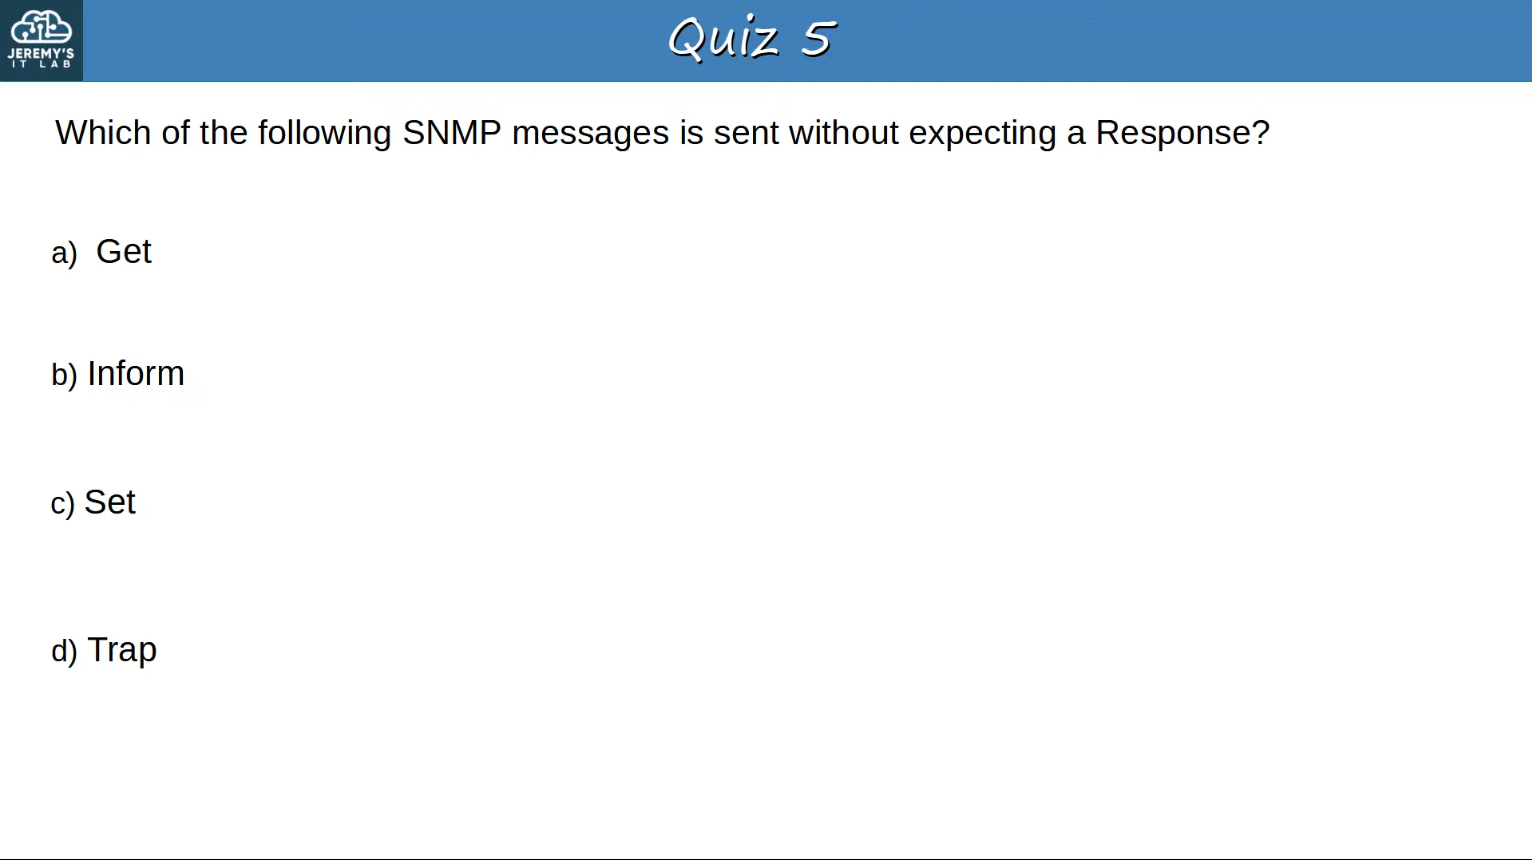 JEREMY'S
IT LAB
Quiz 5
Which of the following SNMP messages is sent without expecting a Response?
a) Get
b) Inform
c) Set
d) Trap